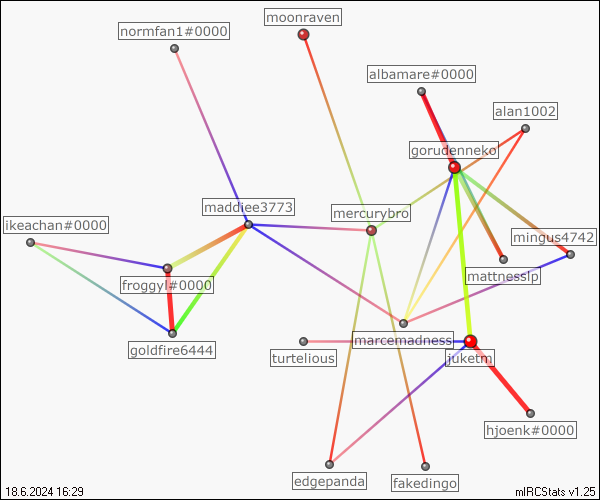 moonraven
normfan1#0000
albamare#0000
alan1002
gorudenneko
maddiee3773
mercurybro
ikeachan#0000
mingus4742
mattnesslp
froggyl#0000
marcemadness
goldfire6444
turtelious
juketm
hjoenk#0000
edgepanda
fakedingo
18.6.2024 16:29
mIRCStats v1.25